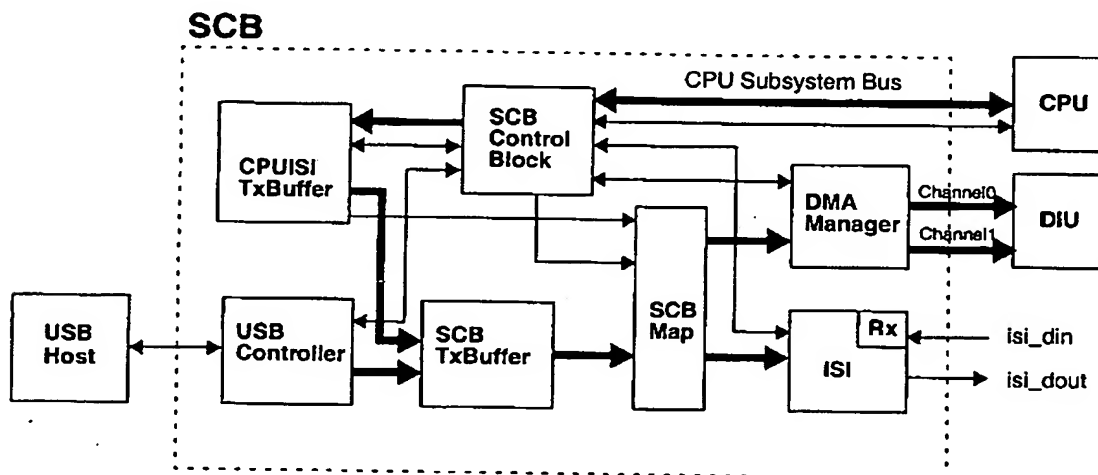 SCB
CPU Subsystem Bus
CPU
SCB
Control
Block
CPUISI
TxBuffer
DMA
Manager
Channel0
Channel1
DIU
USB
Host
USB
Controller
SCB
TxBuffer
SCB
Map
Rx
ISI
isi_din
isi_dout